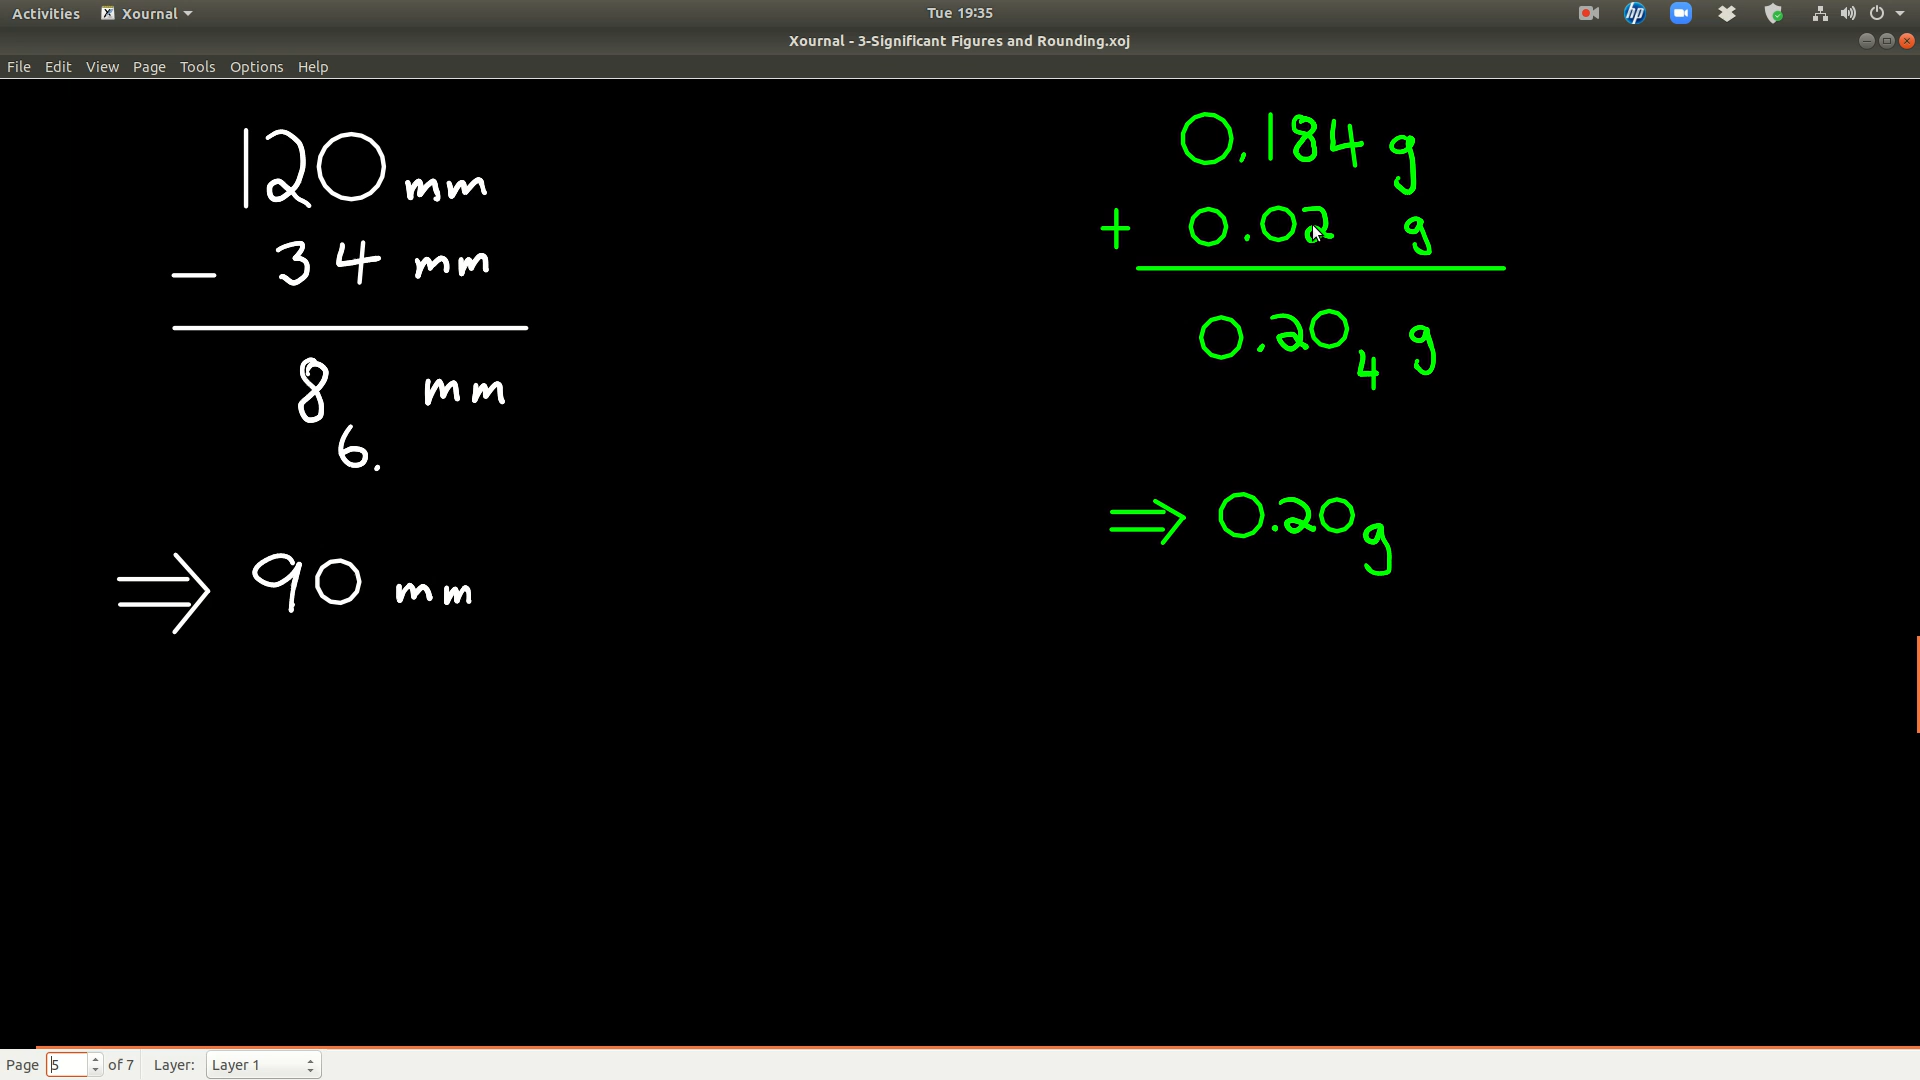 Activities Xournal Tue 19:35
Xournal - 3-Significant Figures and Rounding.xoj
File Edit View Page Tools Options Help
120 mm
- 34 mm
8 mm
6.
⇒ 90 mm
0.184 g
+ 0.02 g
0.204 g
⇒ 0.20 g
Page 5 of 7 Layer: Layer 1